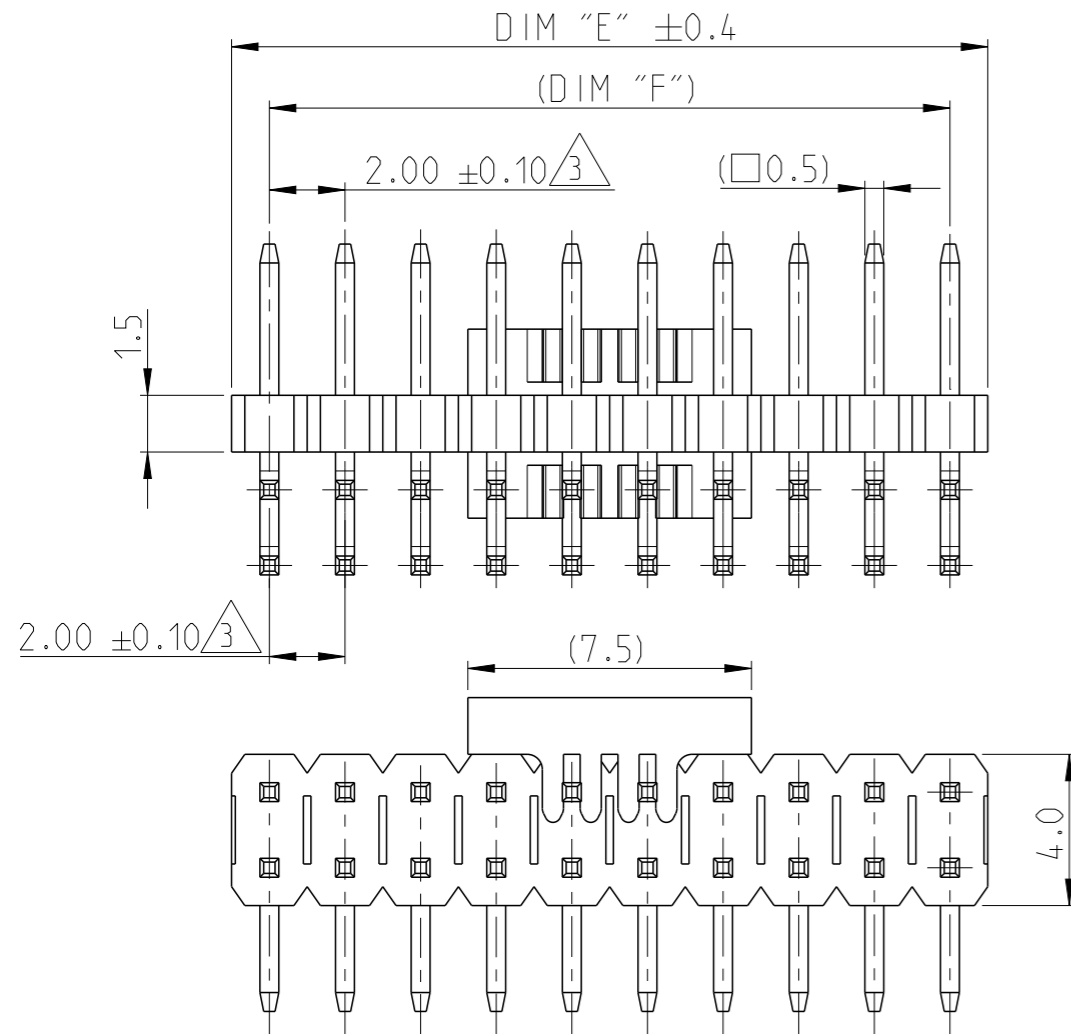 DIM "E" ±0.4
(DIM "F")
2.00 ±0.10 3
(□0.5)
1.5
2.00 ±0.10 3
(7.5)
4.0